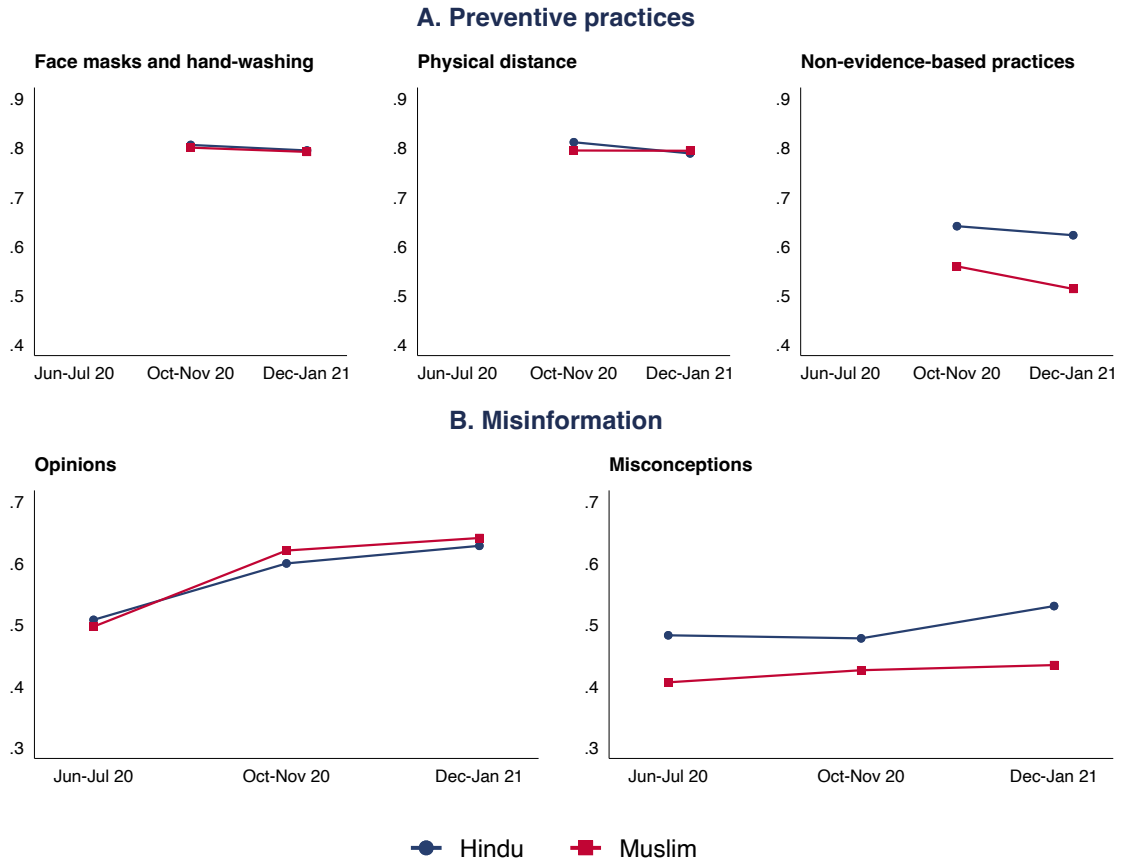 A. Preventive practices
Face masks and hand-washing
.9
.8
.7
.6
.5
.4
Jun-Jul 20 Oct-Nov 20 Dec-Jan 21
Physical distance
.9
.8
.7
.6
.5
.4
Jun-Jul 20 Oct-Nov 20 Dec-Jan 21
Non-evidence-based practices
.9
.8
.7
.6
.5
.4
Jun-Jul 20 Oct-Nov 20 Dec-Jan 21
B. Misinformation
Opinions
.7
.6
.5
.4
.3
Jun-Jul 20 Oct-Nov 20 Dec-Jan 21
Misconceptions
.7
.6
.5
.4
.3
Jun-Jul 20 Oct-Nov 20 Dec-Jan 21
Hindu Muslim